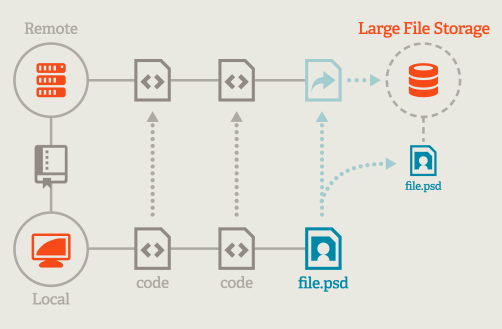 Remote
Large File Storage
file.psd
code
code
file.psd
Local